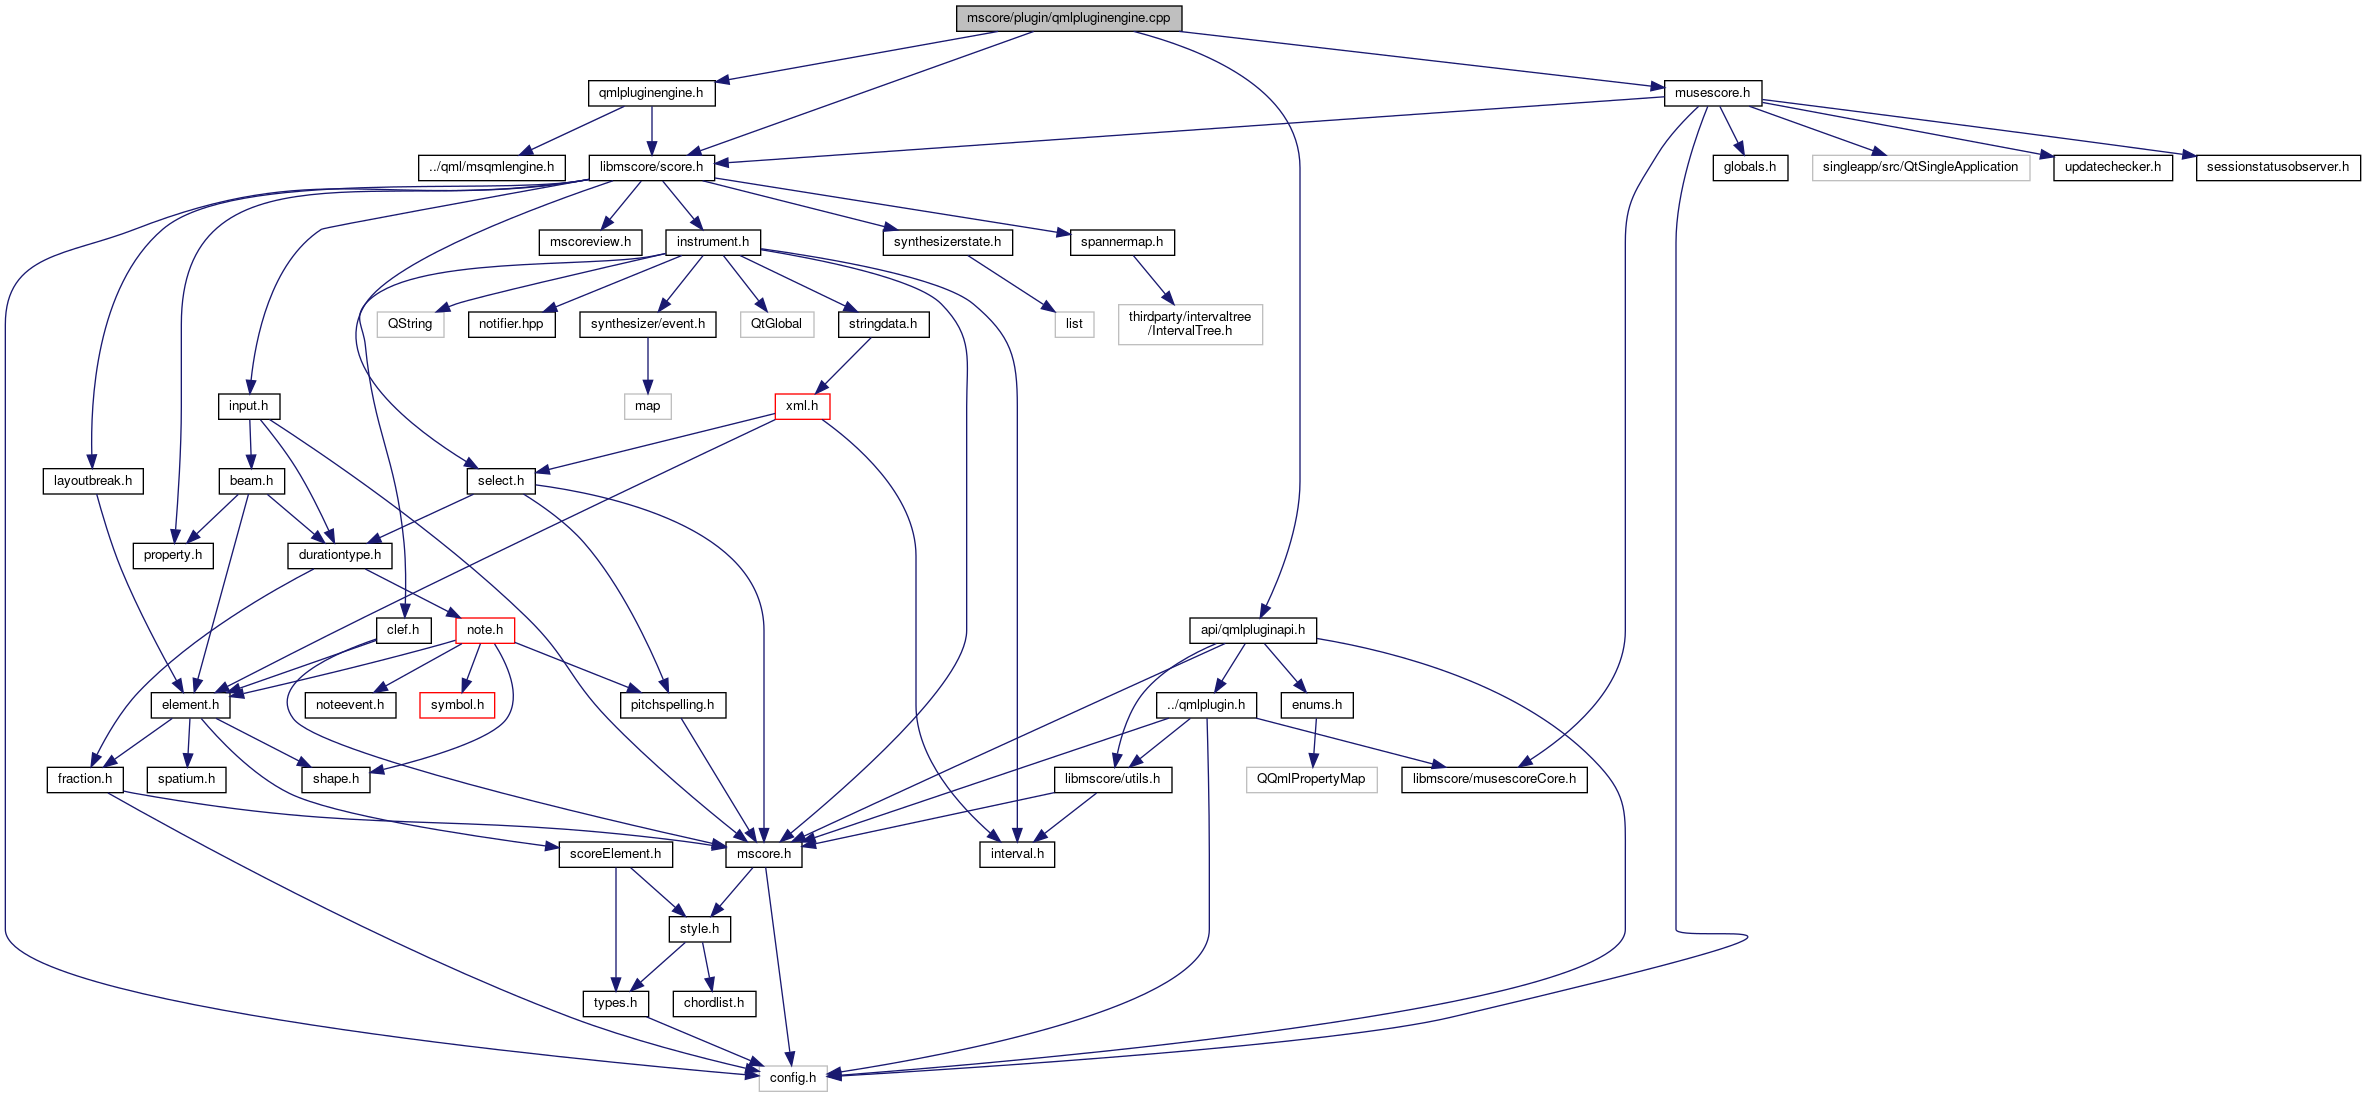 mscore/plugin/qmlpluginengine.cpp
qmlpluginengine.h
musescore.h
../qml/msqmlengine.h
libmscore/score.h
globals.h
singleapp/src/QtSingleApplication
updatechecker.h
sessionstatusobserver.h
mscoreview.h
instrument.h
synthesizerstate.h
spannermap.h
QString
notifier.hpp
synthesizer/event.h
QtGlobal
stringdata.h
list
thirdparty/intervaltree
/IntervalTree.h
input.h
map
xml.h
layoutbreak.h
beam.h
select.h
property.h
durationtype.h
clef.h
note.h
api/qmlpluginapi.h
element.h
noteevent.h
symbol.h
pitchspelling.h
../qmlplugin.h
enums.h
fraction.h
spatium.h
shape.h
libmscore/utils.h
QQmlPropertyMap
libmscore/musescoreCore.h
scoreElement.h
mscore.h
interval.h
style.h
types.h
chordlist.h
config.h